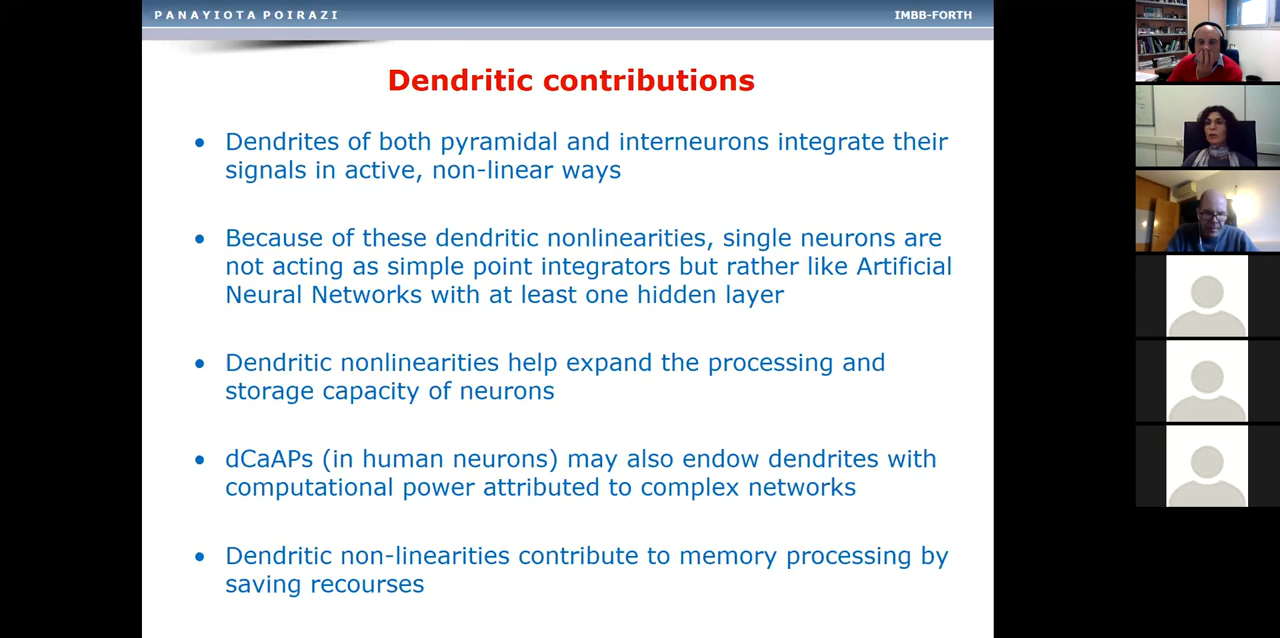 PANAYIOTA POIRAZI
IMBB-FORTH
Dendritic contributions
• Dendrites of both pyramidal and interneurons integrate their
signals in active, non-linear ways
• Because of these dendritic nonlinearities, single neurons are
not acting as simple point integrators but rather like Artificial
Neural Networks with at least one hidden layer
• Dendritic nonlinearities help expand the processing and
storage capacity of neurons
• dCaAPs (in human neurons) may also endow dendrites with
computational power attributed to complex networks
• Dendritic non-linearities contribute to memory processing by
saving recourses